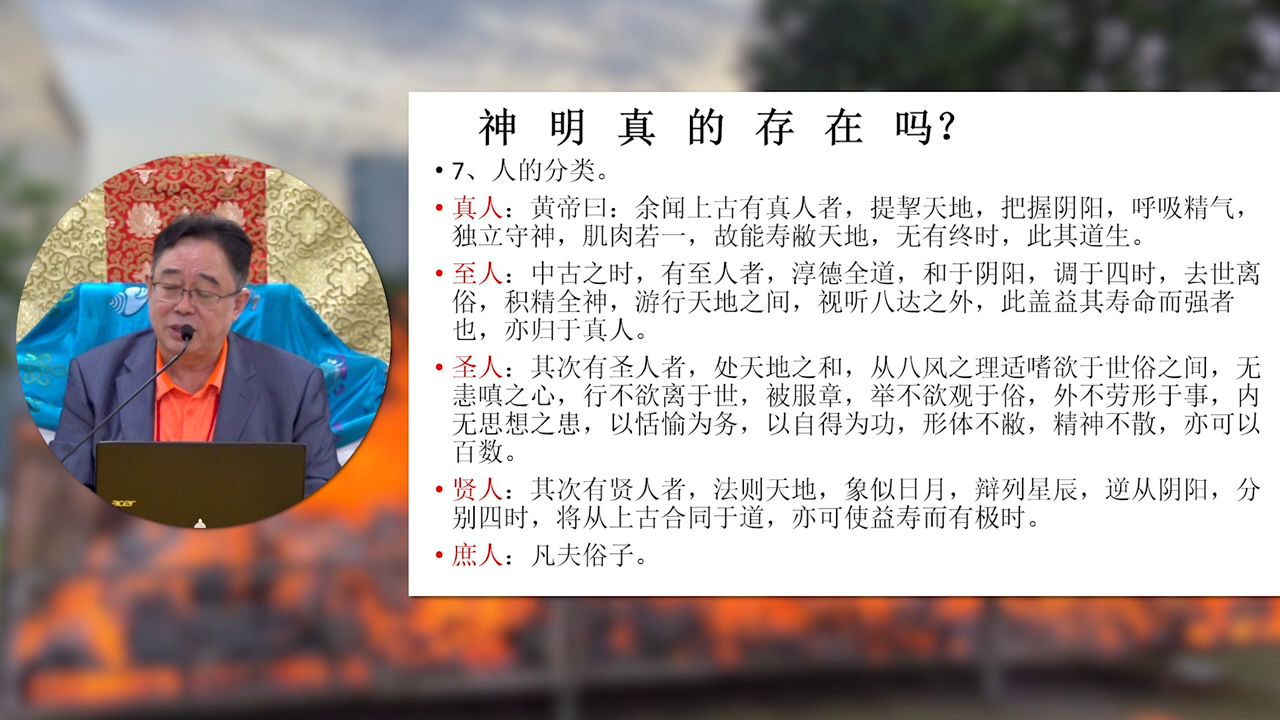 神明真的存在吗？
• 7、人的分类。
• 真人：黄帝曰：余闻上古有真人者，提挈天地，把握阴阳，呼吸精气，
独立守神，肌肉若一，故能寿敝天地，无有终时，此其道生。
• 至人：中古之时，有至人者，淳德全道，和于阴阳，调于四时，去世离
俗，积精全神，游行天地之间，视听八达之外，此盖益其寿命而强者
也，亦归于真人。
• 圣人：其次有圣人者，处天地之和，从八风之理适嗜欲于世俗之间，无
恚嗔之心，行不欲离于世，被服章，举不欲观于俗，外不劳形于事，内
无思想之患，以恬愉为务，以自得为功，形体不敝，精神不散，亦可以
百数。
• 贤人：其次有贤人者，法则天地，象似日月，辩列星辰，逆从阴阳，分
别四时，将从上古合同于道，亦可使益寿而有极时。
• 庶人：凡夫俗子。
acer